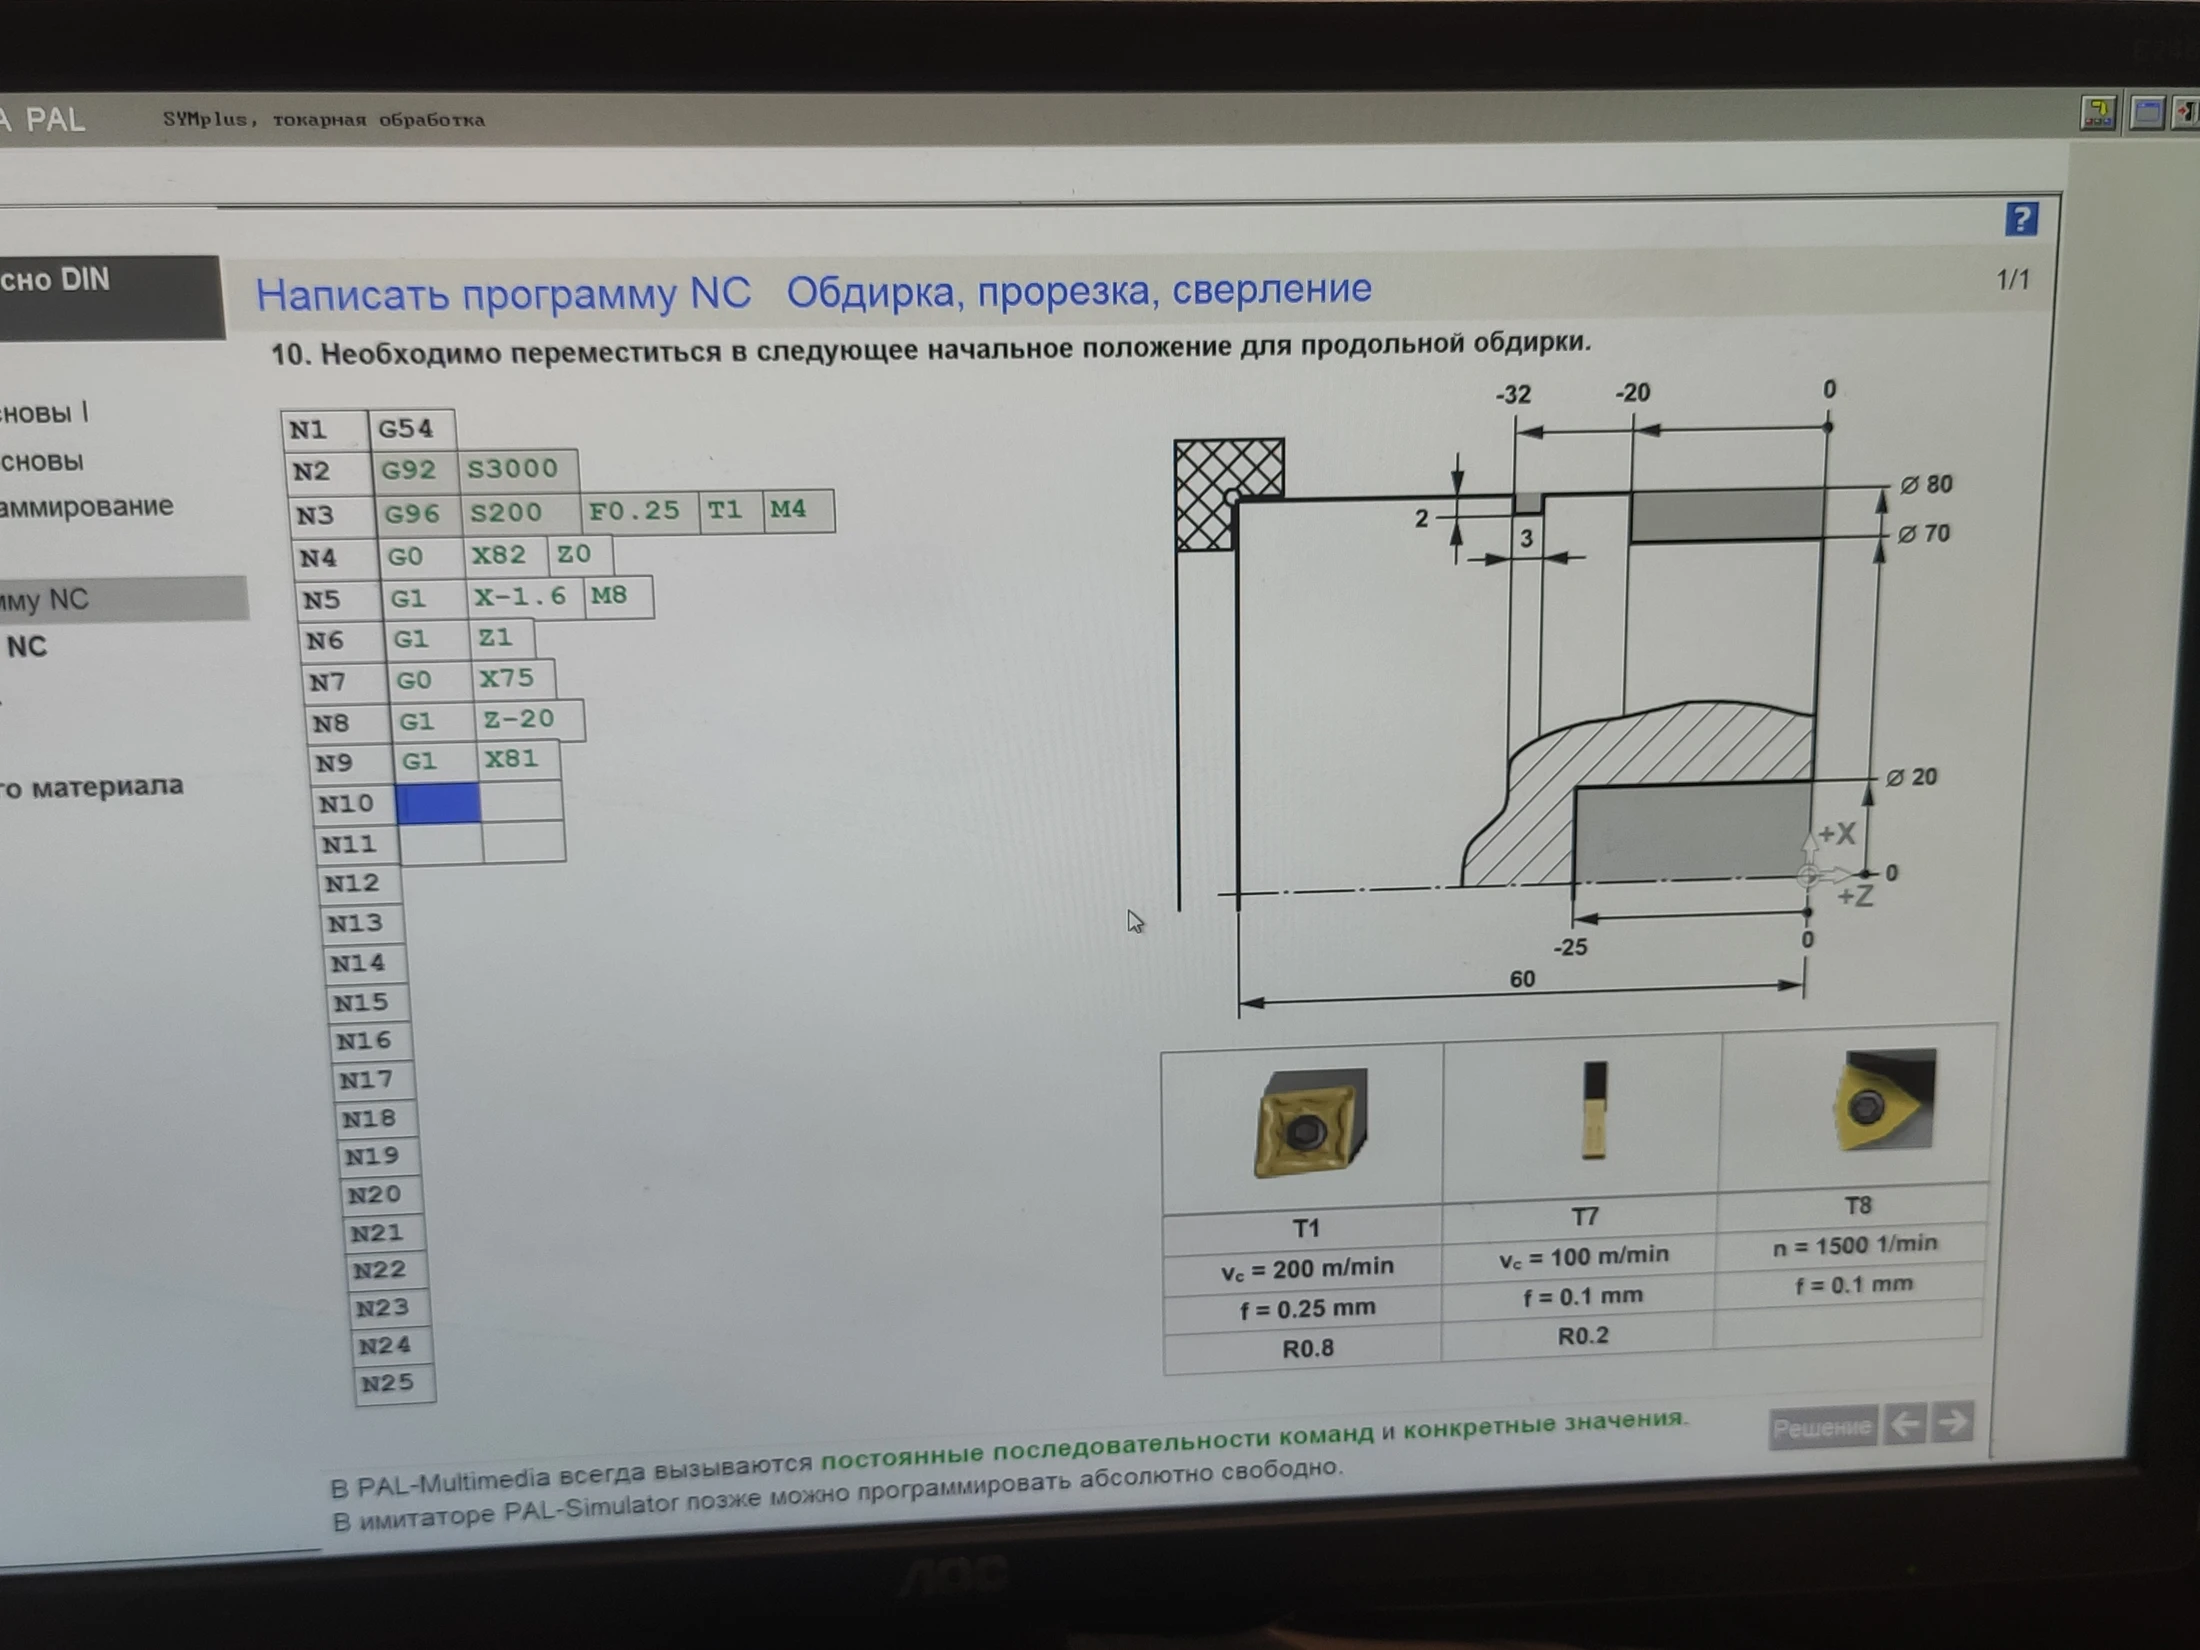 A PAL
SYMplus, токарная обработка
?
сно DIN
Написать программу NC Обдирка, прорезка, сверление
1/1
10. Необходимо переместиться в следующее начальное положение для продольной обдирки.
новы I
сновы
аммирование
мму NC
NC
го материала
N1 G54
N2 G92 S3000
N3 G96 S200 F0.25 T1 M4
N4 G0 X82 Z0
N5 G1 X-1.6 M8
N6 G1 Z1
N7 G0 X75
N8 G1 Z-20
N9 G1 X81
N10
N11
N12
N13
N14
N15
N16
N17
N18
N19
N20
N21
N22
N23
N24
N25
-32 -20 0
Ø 80
2
Ø 70
3
Ø 20
+X
0
+Z
-25
0
60
T1 T7 T8
vc = 200 m/min vc = 100 m/min n = 1500 1/min
f = 0.25 mm f = 0.1 mm f = 0.1 mm
R0.8 R0.2
Решение
В PAL-Multimedia всегда вызываются постоянные последовательности команд и конкретные значения.
В имитаторе PAL-Simulator позже можно программировать абсолютно свободно.
AOC